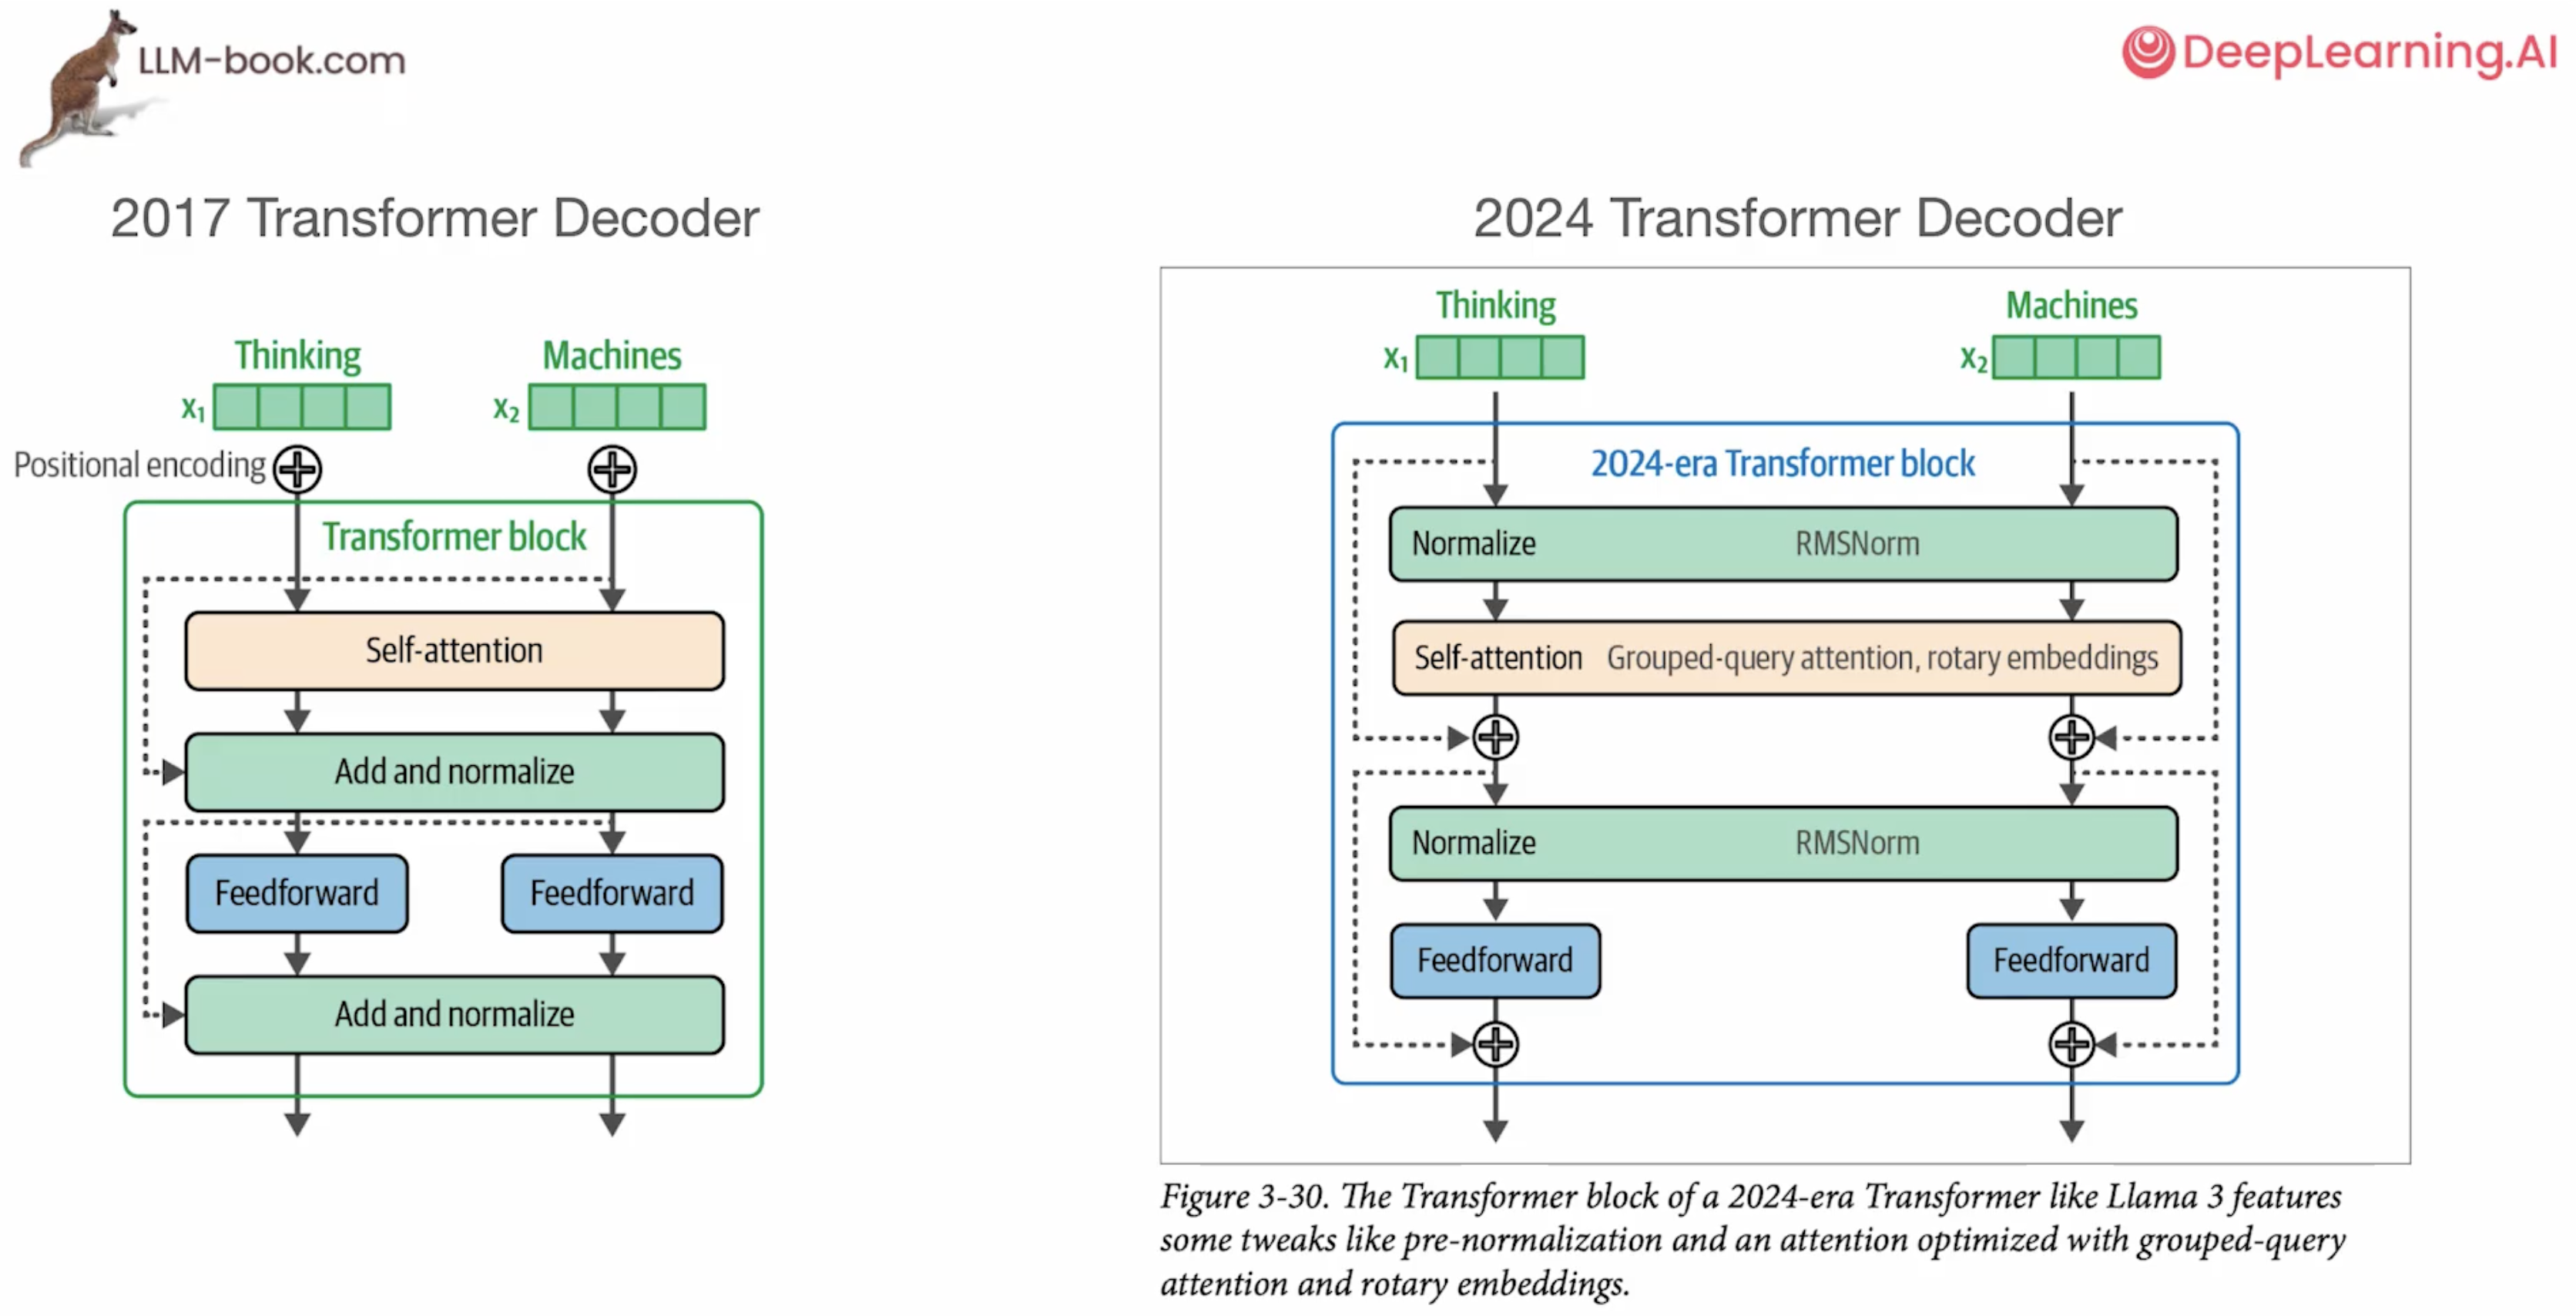 LLM-book.com
DeepLearning.AI
2017 Transformer Decoder
Thinking
Machines
x₁
x₂
Positional encoding
Transformer block
Self-attention
Add and normalize
Feedforward
Feedforward
Add and normalize
2024 Transformer Decoder
Thinking
Machines
x₁
x₂
2024-era Transformer block
Normalize RMSNorm
Self-attention Grouped-query attention, rotary embeddings
Normalize RMSNorm
Feedforward
Feedforward
Figure 3-30. The Transformer block of a 2024-era Transformer like Llama 3 features
some tweaks like pre-normalization and an attention optimized with grouped-query
attention and rotary embeddings.